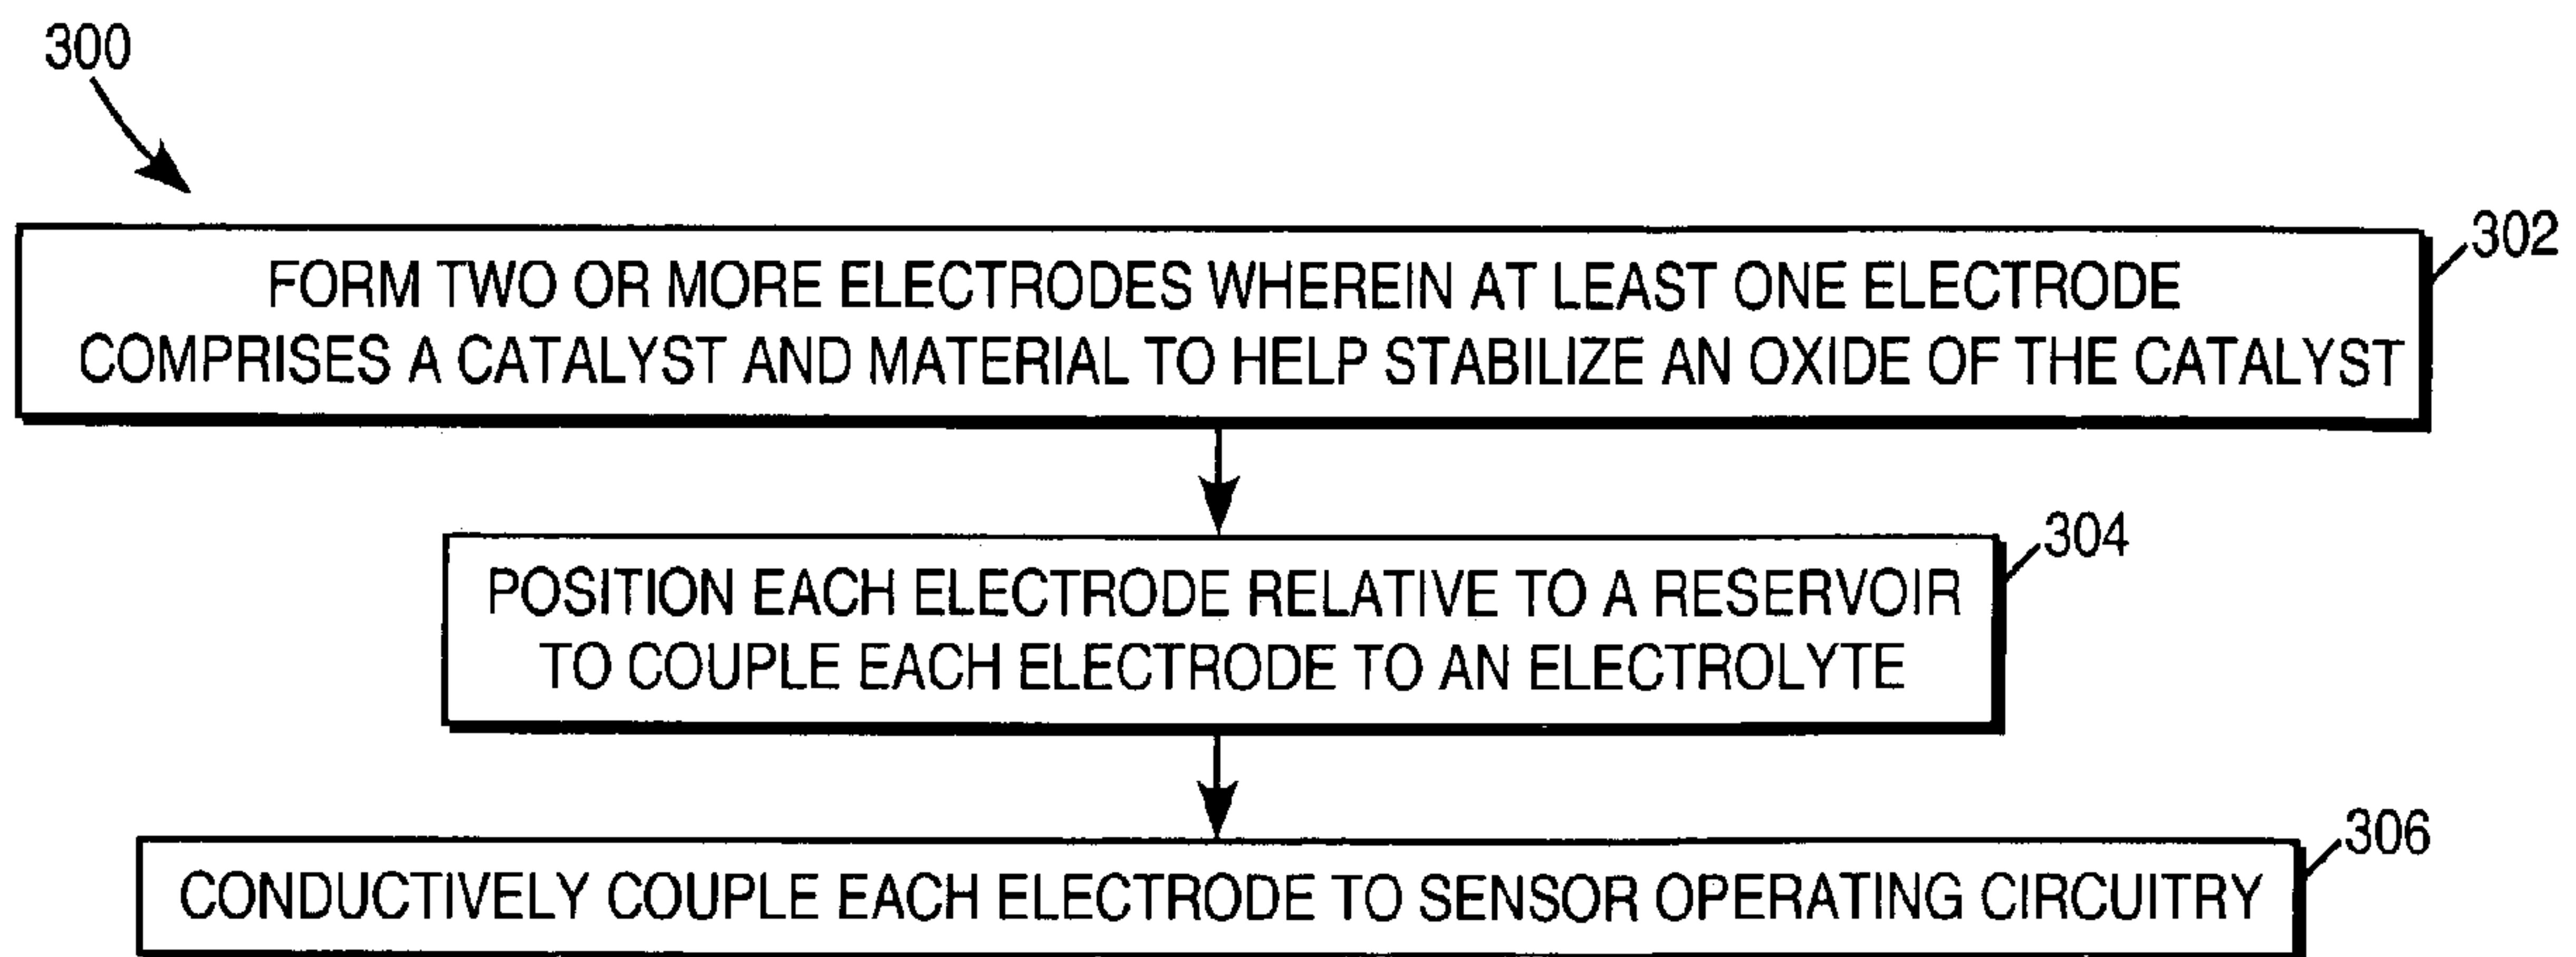 300
302
FORM TWO OR MORE ELECTRODES WHEREIN AT LEAST ONE ELECTRODE
COMPRISES A CATALYST AND MATERIAL TO HELP STABILIZE AN OXIDE OF THE CATALYST
304
POSITION EACH ELECTRODE RELATIVE TO A RESERVOIR
TO COUPLE EACH ELECTRODE TO AN ELECTROLYTE
306
CONDUCTIVELY COUPLE EACH ELECTRODE TO SENSOR OPERATING CIRCUITRY